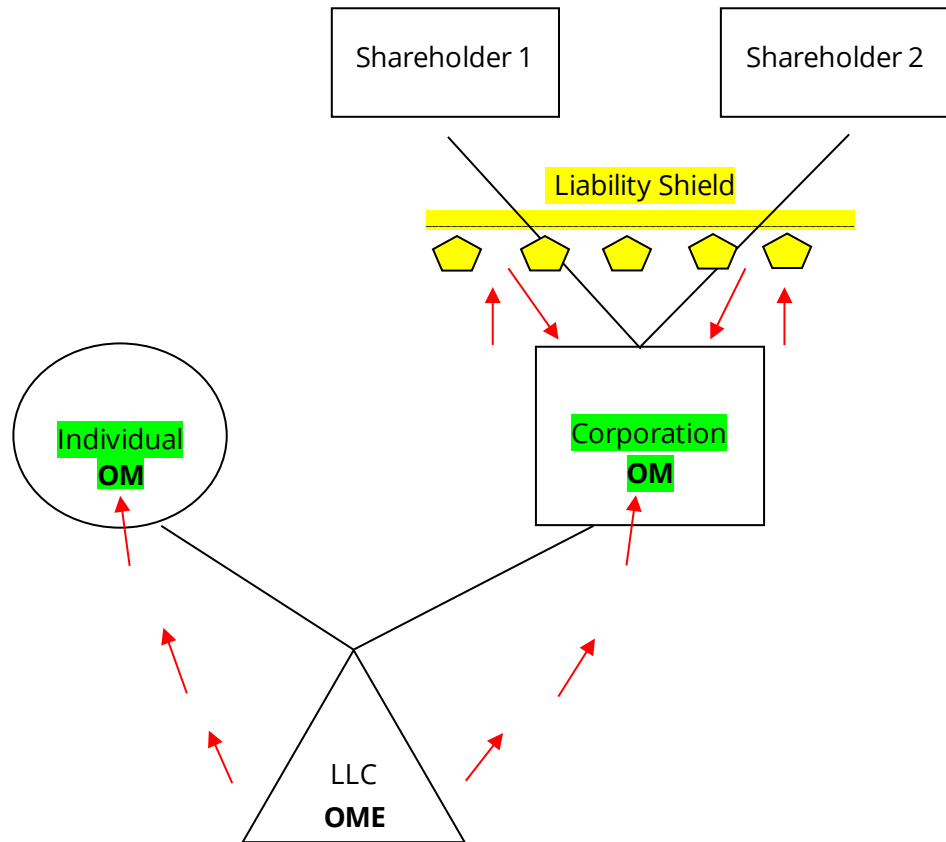 Shareholder 1
Shareholder 2
Liability Shield
Individual
OM
Corporation
OM
LLC
OME